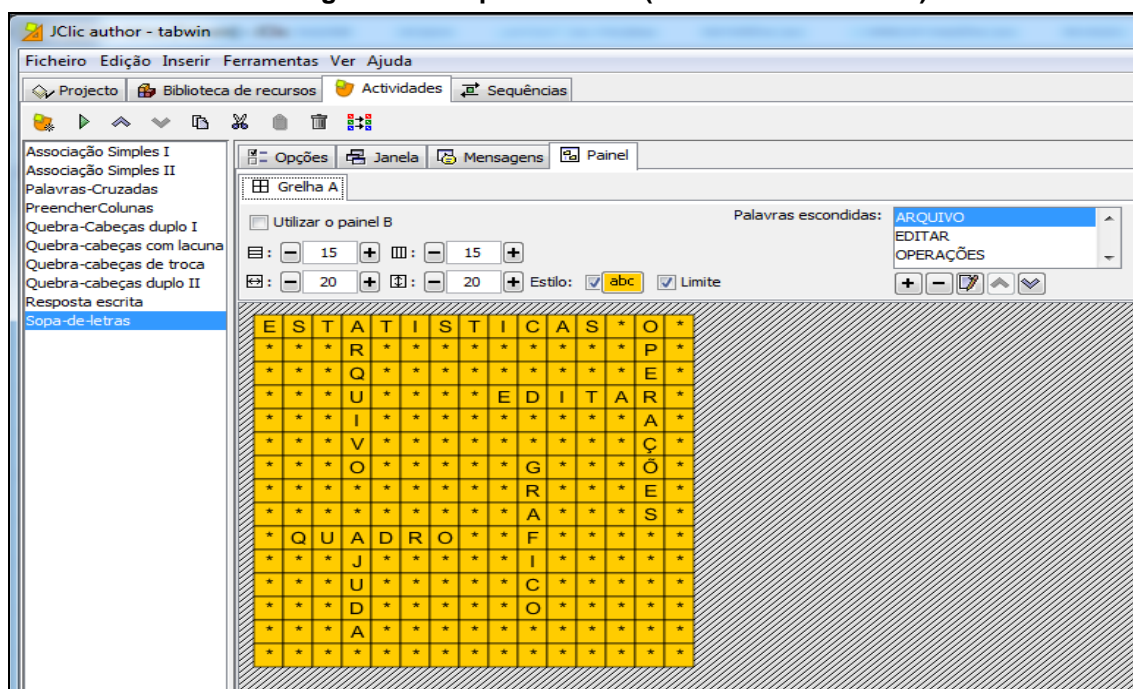 JClic author - tabwin
Ficheiro Edição Inserir Ferramentas Ver Ajuda
Projecto Biblioteca de recursos Actividades Sequências
Associação Simples I
Associação Simples II
Palavras-Cruzadas
PreencherColunas
Quebra-Cabeças duplo I
Quebra-cabeças com lacuna
Quebra-cabeças de troca
Quebra-cabeças duplo II
Resposta escrita
Sopa-de-letras
Opções Janela Mensagens Painel
Grelha A
Utilizar o painel B
Palavras escondidas:
ARQUIVO
EDITAR
OPERAÇÕES
: - 15 + : - 15 +
: - 20 + : - 20 + Estilo: abc Limite
E S T A T I S T I C A S * O *
* * * R * * * * * * * * * P *
* * * Q * * * * * * * * * E *
* * * U * * * * E D I T A R *
* * * I * * * * * * * * * A *
* * * V * * * * * * * * * Ç *
* * * O * * * * * G * * * Õ *
* * * * * * * * * R * * * E *
* * * * * * * * * A * * * S *
* Q U A D R O * * F * * * * *
* * * J * * * * * I * * * * *
* * * U * * * * * C * * * * *
* * * D * * * * * O * * * * *
* * * A * * * * * * * * * * *
* * * * * * * * * * * * * * *